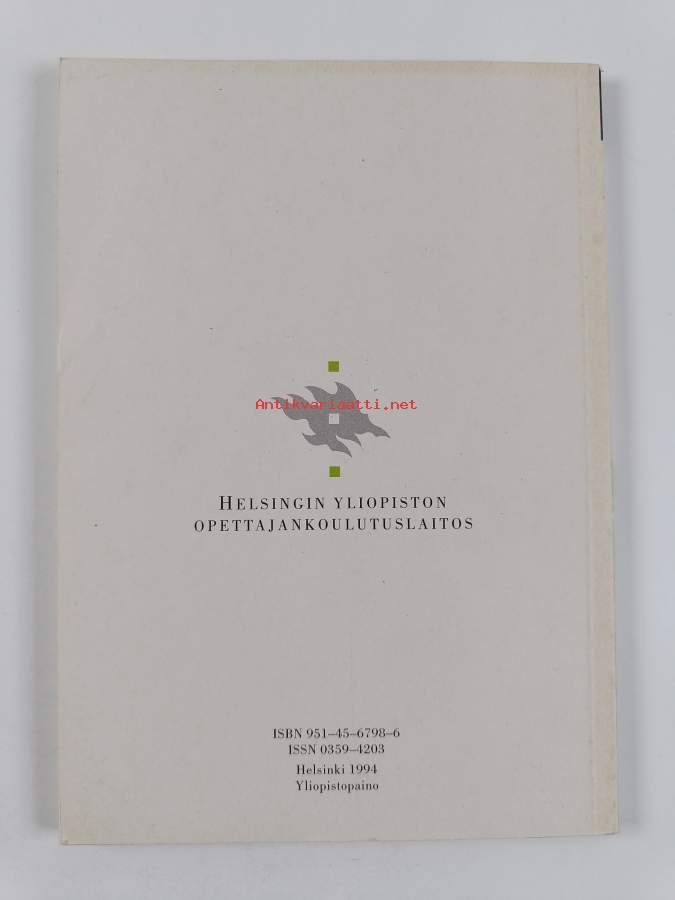 Antikvariaatti.net
HELSINGIN YLIOPISTON
OPETTAJANKOULUTUSLAITOS
ISBN 951–45–6798–6
ISSN 0359–4203
Helsinki 1994
Yliopistopaino